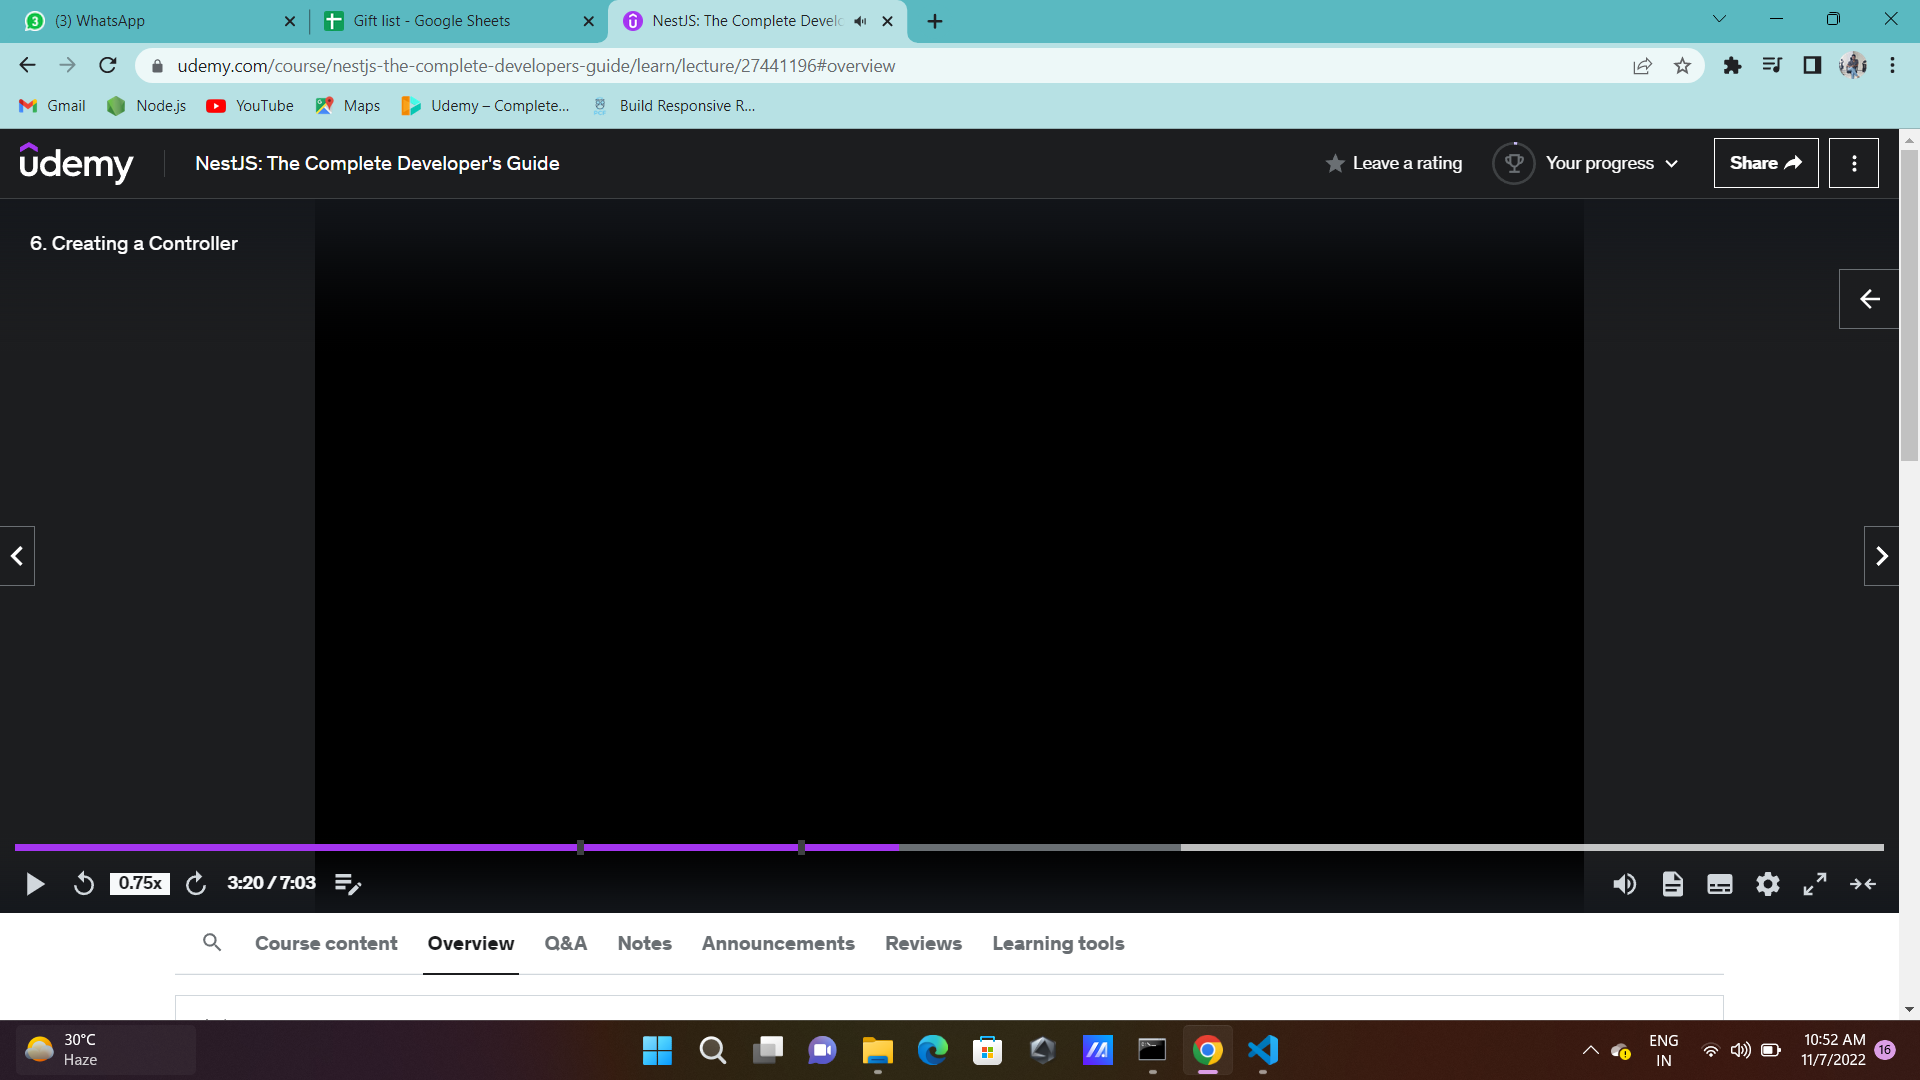 (3) WhatsApp
Gift list - Google Sheets
NestJS: The Complete Develo
udemy.com/course/nestjs-the-complete-developers-guide/learn/lecture/27441196#overview
Gmail
Node.js
YouTube
Maps
Udemy – Complete...
Build Responsive R...
udemy
NestJS: The Complete Developer's Guide
Leave a rating
Your progress
Share
6. Creating a Controller
0.75x
3:20 / 7:03
Course content
Overview
Q&A
Notes
Announcements
Reviews
Learning tools
30°C
Haze
ENG
IN
10:52 AM
11/7/2022
16